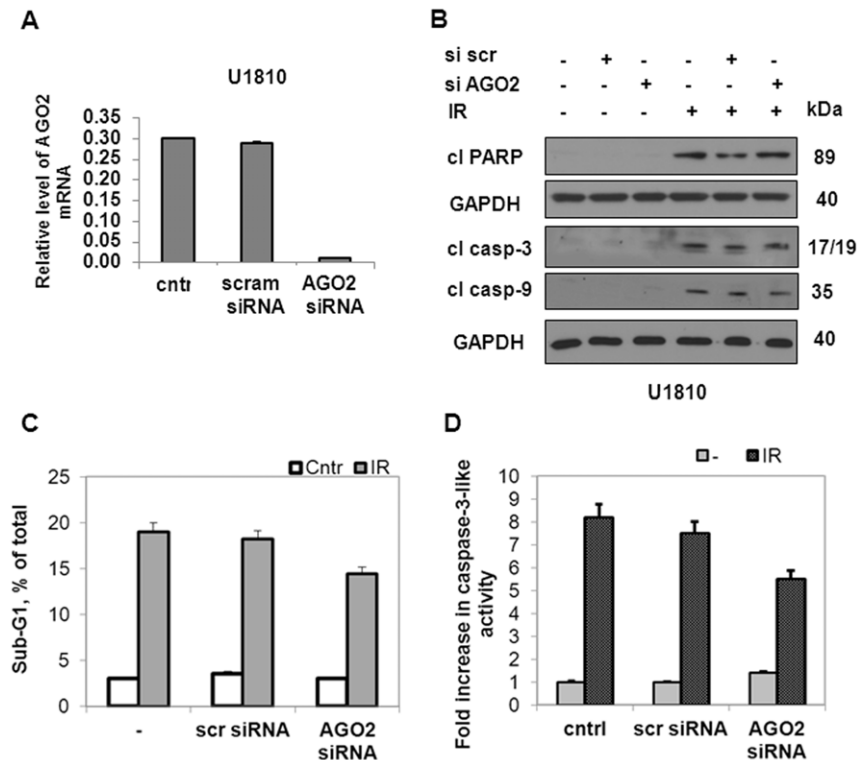 A
U1810
Relative level of AGO2
mRNA
0.35
0.30
0.25
0.20
0.15
0.10
0.05
0.00
cntr
scram
siRNA
AGO2
siRNA
B
si scr - + - - + -
si AGO2 - - + - - +
IR - - - + + + kDa
cl PARP 89
GAPDH 40
cl casp-3 17/19
cl casp-9 35
GAPDH 40
U1810
C
Cntr IR
Sub-G1, % of total
25
20
15
10
5
0
-
scr siRNA
AGO2
siRNA
D
- IR
Fold increase in caspase-3-like
activity
10
9
8
7
6
5
4
3
2
1
0
cntrl
scr siRNA
AGO2
siRNA